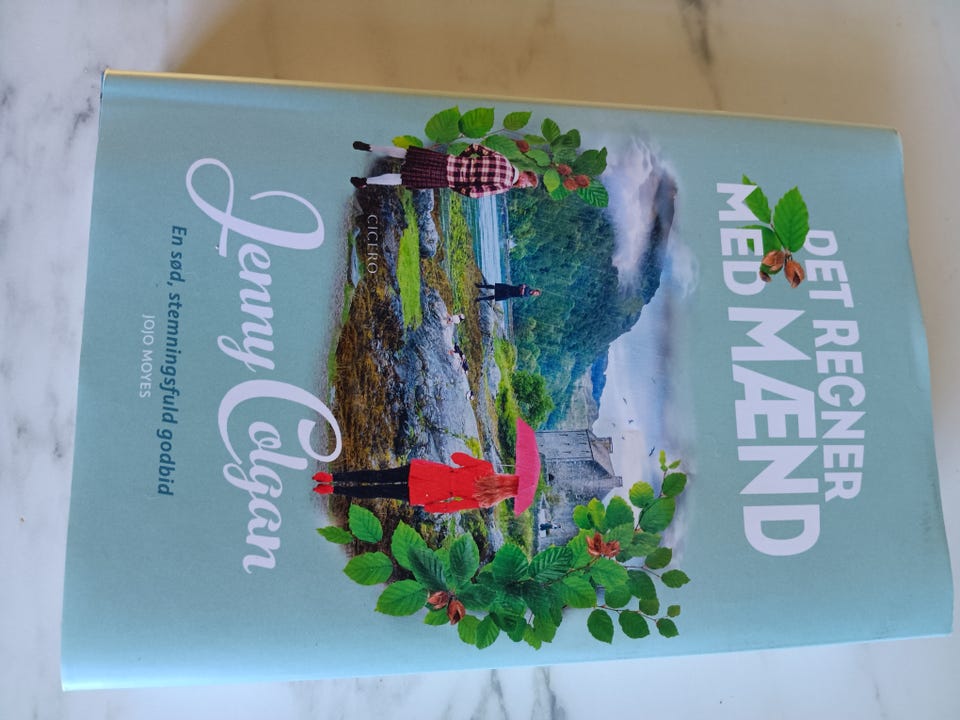 DET REGNER
MED MÆND
CICERO
Jenny Colgan
En sød, stemningsfuld godbid
JOJO MOYES